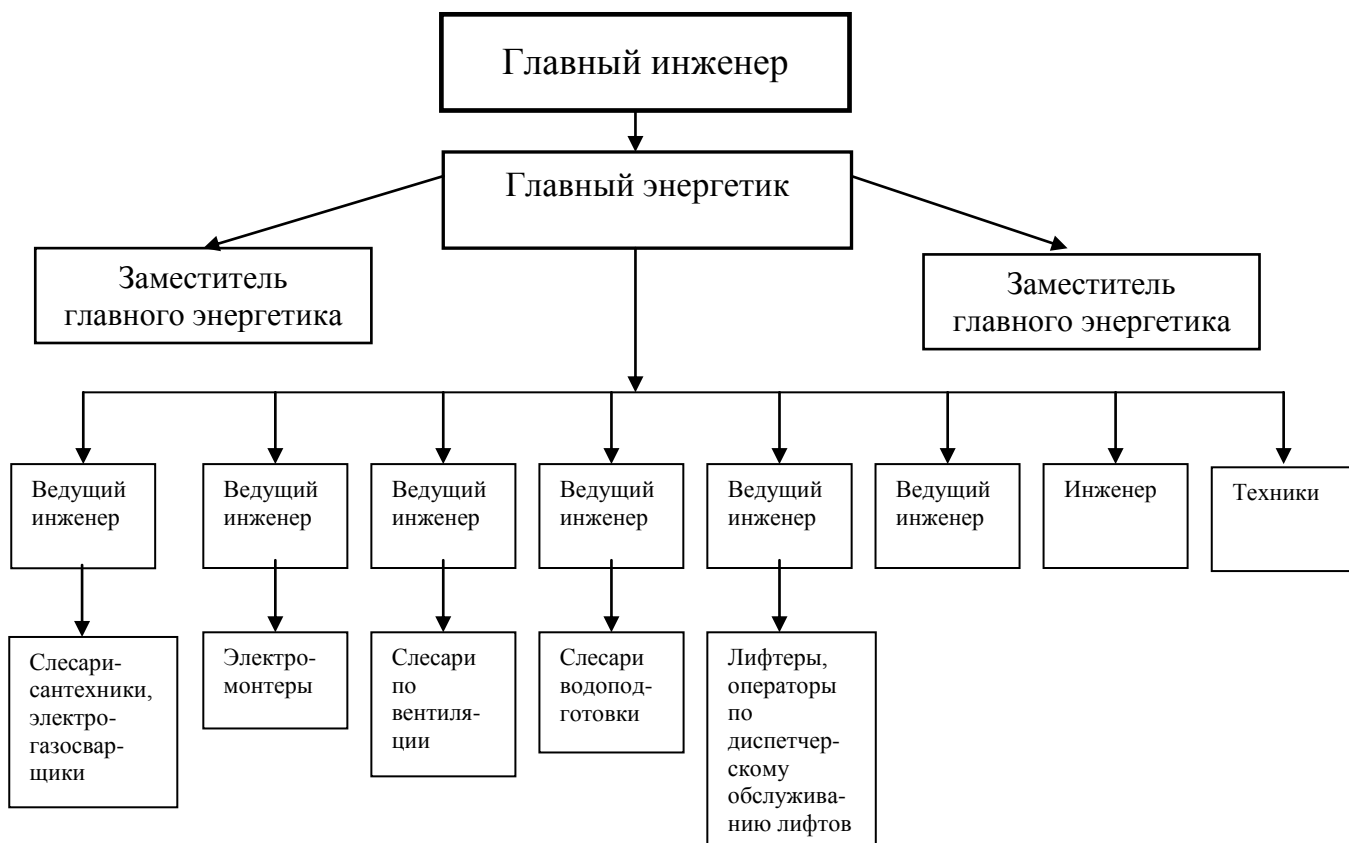 Главный инженер
Главный энергетик
Заместитель
главного энергетика
Заместитель
главного энергетика
Ведущий
инженер
Ведущий
инженер
Ведущий
инженер
Ведущий
инженер
Ведущий
инженер
Ведущий
инженер
Инженер
Техники
Слесари-
сантехники,
электро-
газосвар-
щики
Электро-
монтеры
Слесари
по
вентиля-
ции
Слесари
водопод-
готовки
Лифтеры,
операторы
по
диспетчер-
скому
обслужива-
нию лифтов